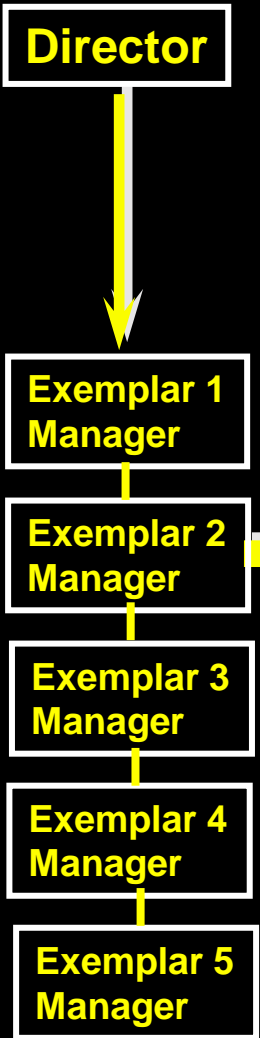 Director
Exemplar 1
Manager
Exemplar 2
Manager
Exemplar 3
Manager
Exemplar 4
Manager
Exemplar 5
Manager